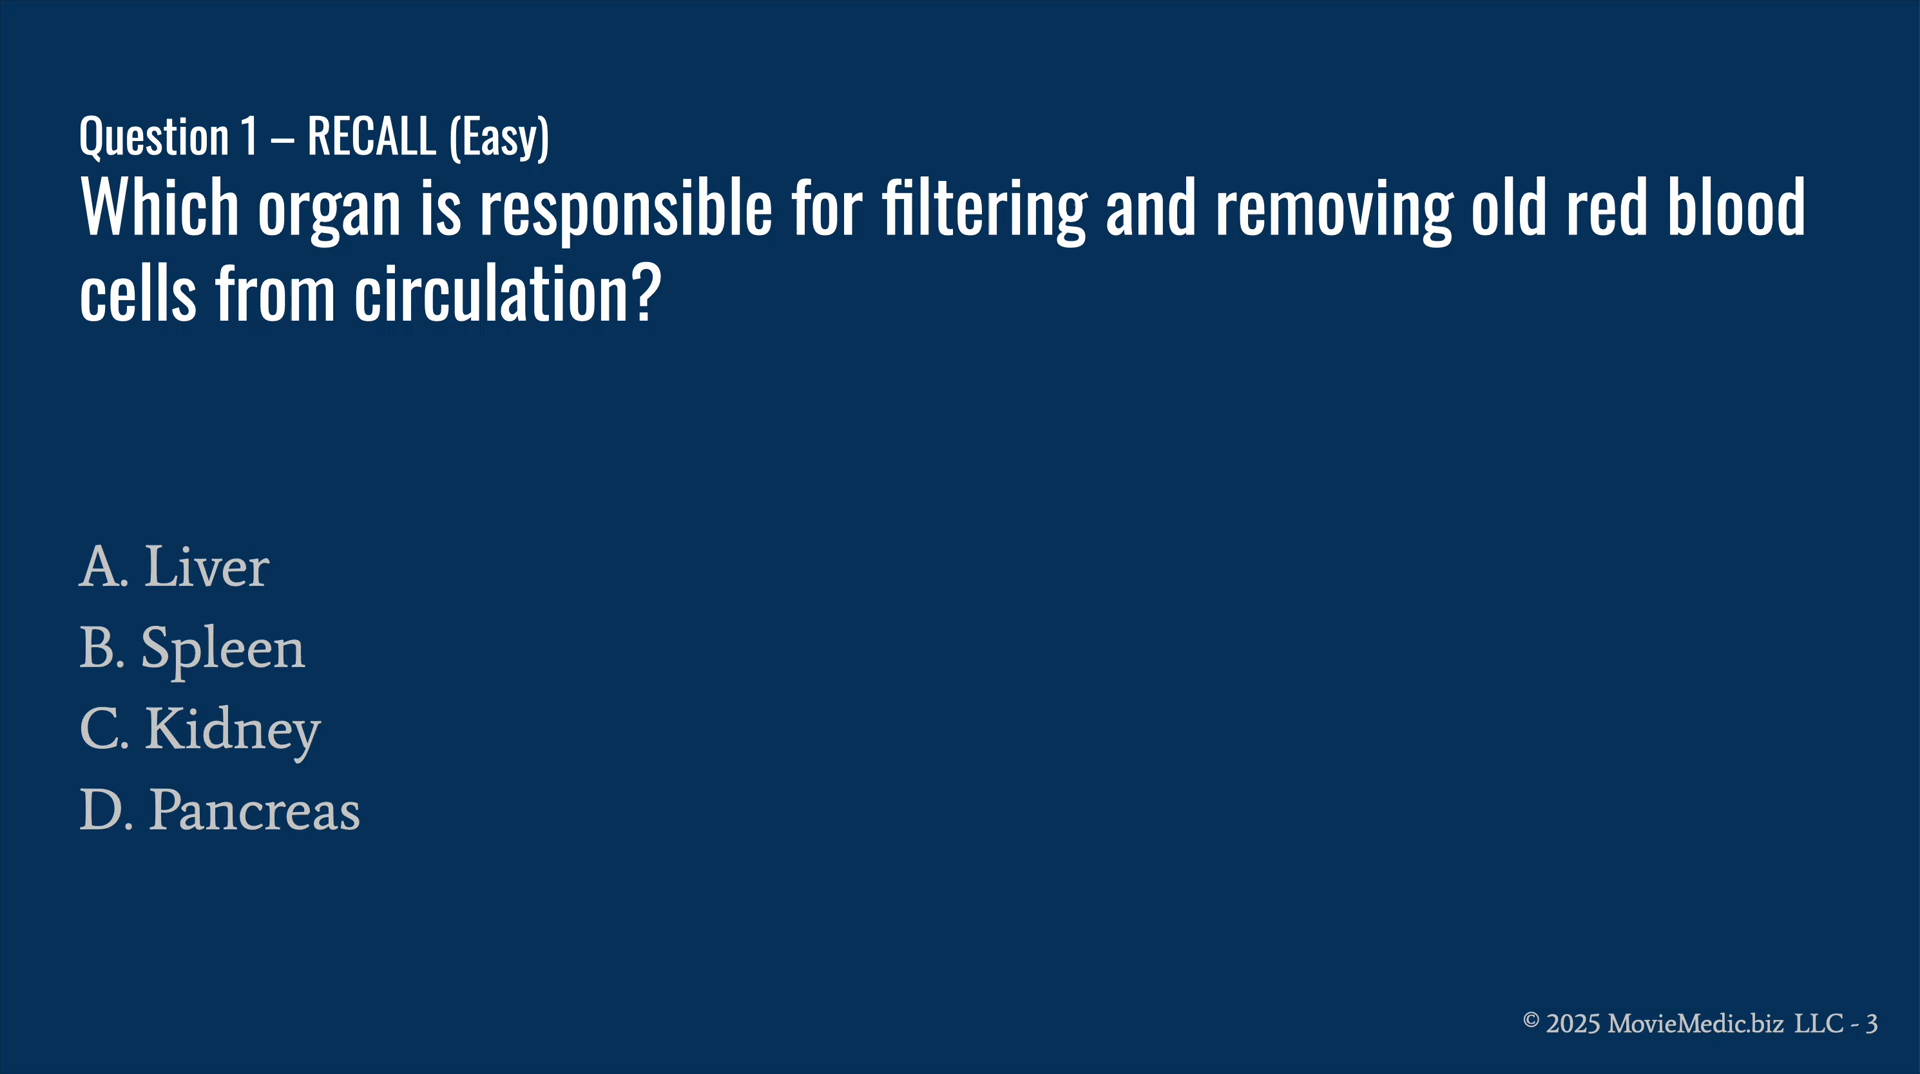 Question 1 – RECALL (Easy)
Which organ is responsible for filtering and removing old red blood
cells from circulation?
A. Liver
B. Spleen
C. Kidney
D. Pancreas
© 2025 MovieMedic.biz LLC - 3